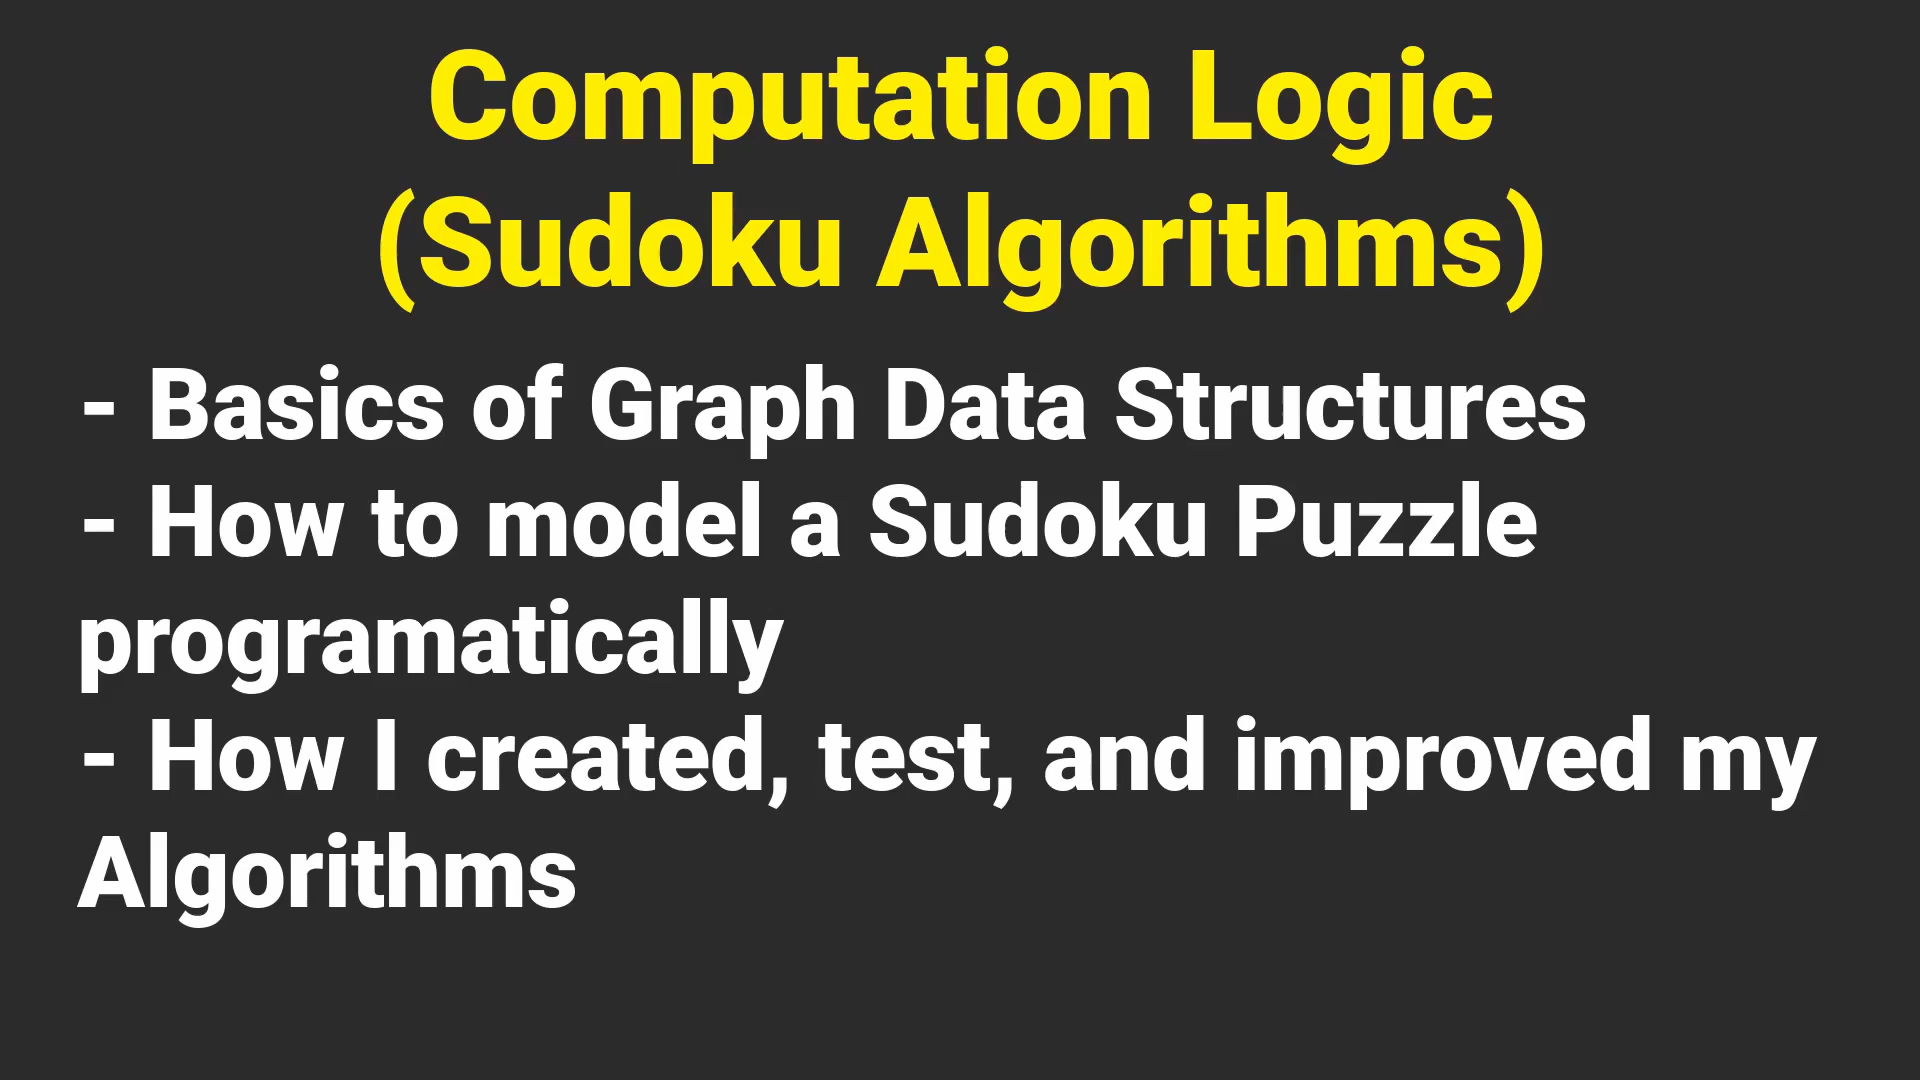 Computation Logic
(Sudoku Algorithms)
- Basics of Graph Data Structures
- How to model a Sudoku Puzzle
programatically
- How I created, test, and improved my
Algorithms